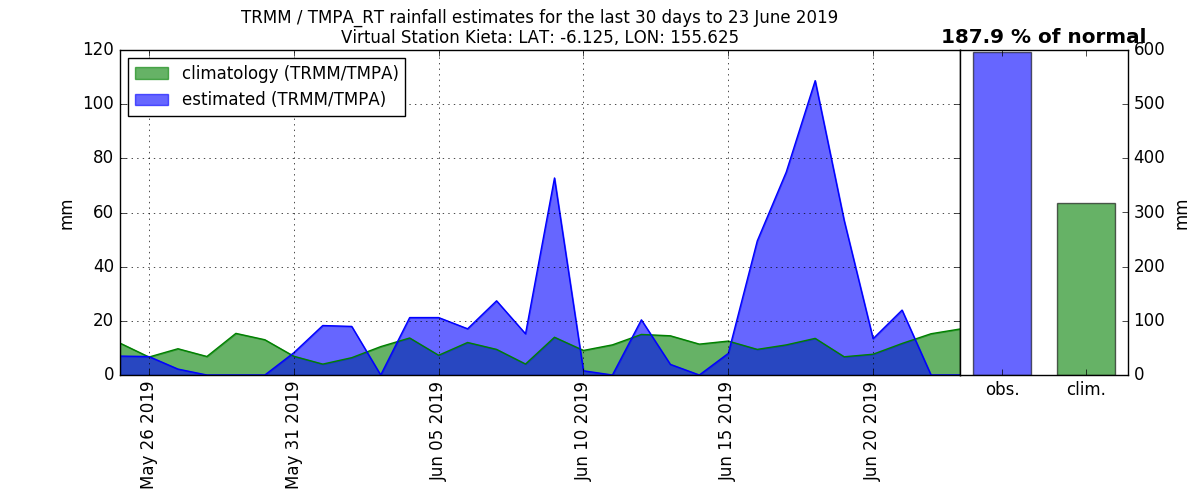 TRMM / TMPA_RT rainfall estimates for the last 30 days to 23 June 2019
Virtual Station Kieta: LAT: -6.125, LON: 155.625
187.9 % of normal
climatology (TRMM/TMPA)
estimated (TRMM/TMPA)
mm
120
100
80
60
40
20
0
May 26 2019
May 31 2019
Jun 05 2019
Jun 10 2019
Jun 15 2019
Jun 20 2019
obs.
clim.
600
500
400
300
200
100
0
mm